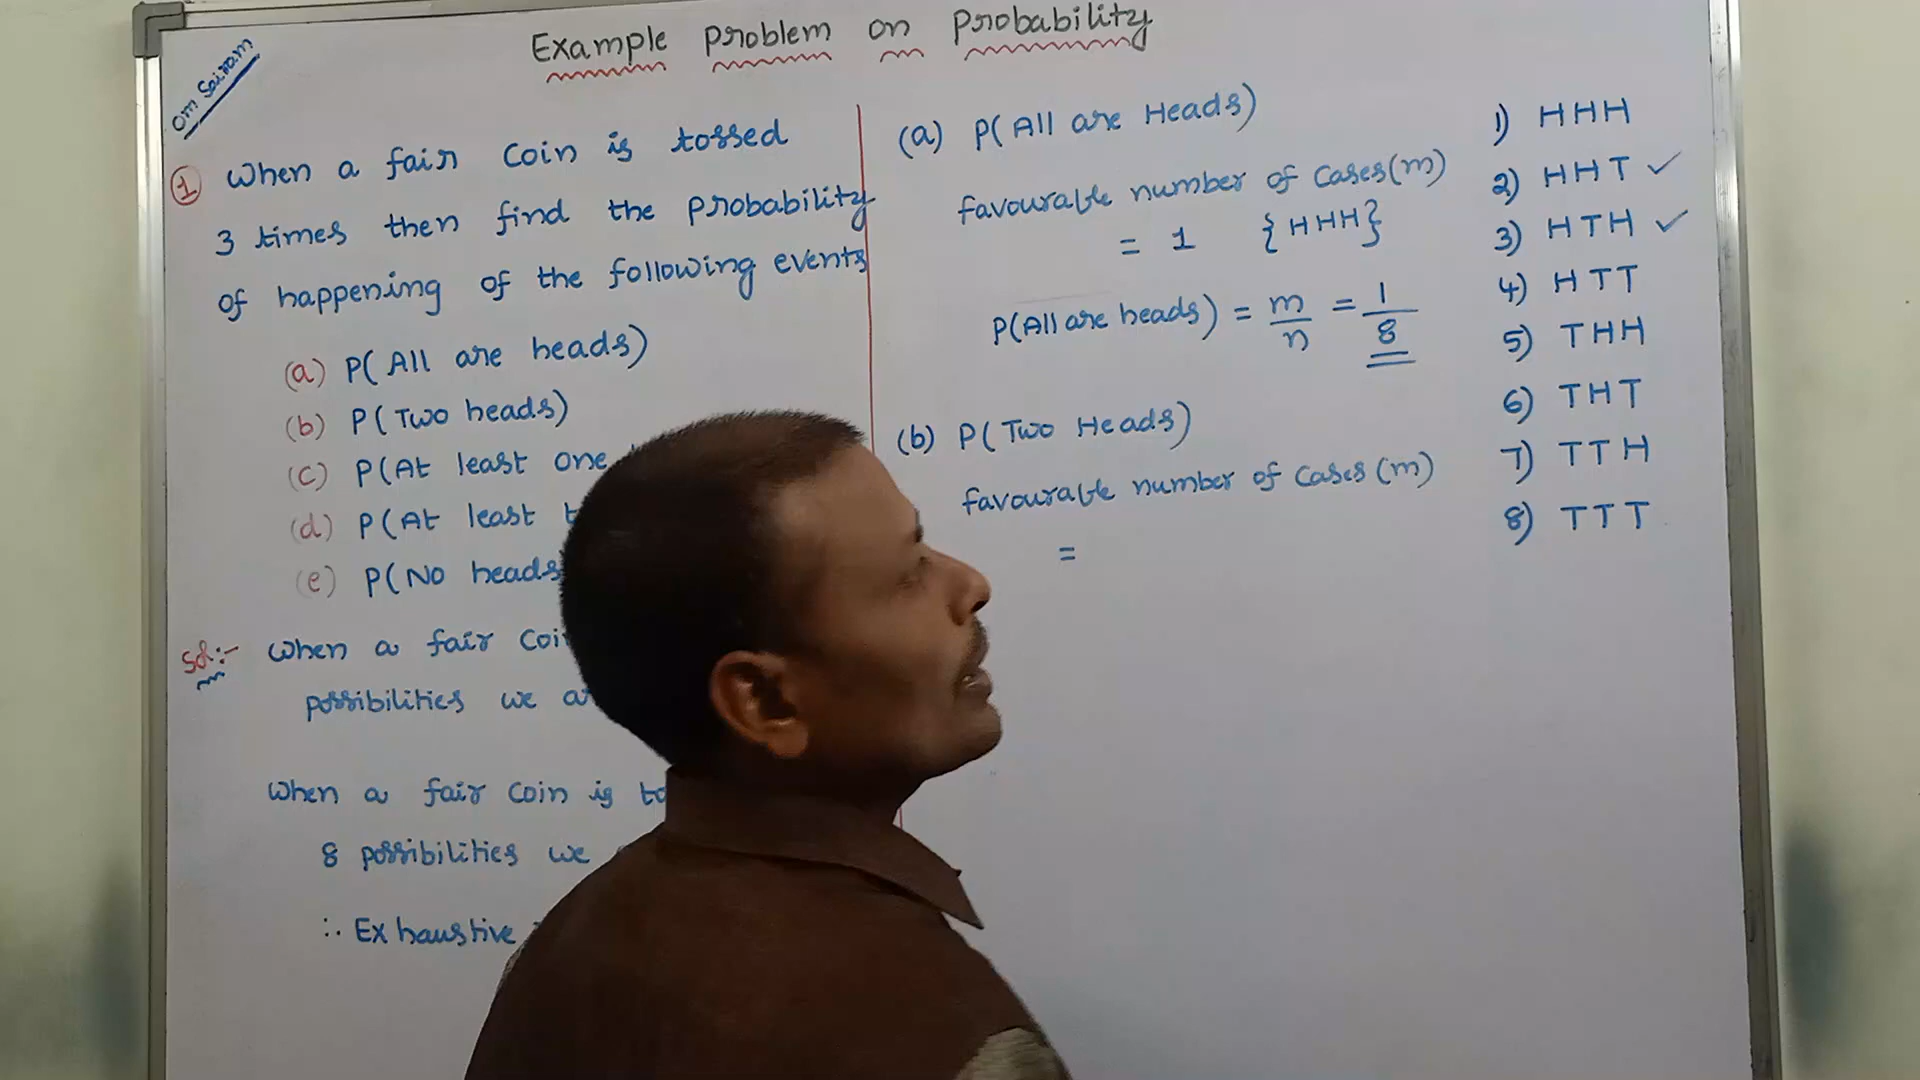 Example Problem on Probability
Om Sairam
1 When a fair coin is tossed
3 times then find the probability
of happening of the following events
(a) P(All are heads)
(b) P(Two heads)
(c) P(At least one
(d) P(At least
(e) P(No heads
Sol:- When a fair
possibilities we
When a fair coin is
8 possibilities we
∴ Exhaustive
(a) P(All are Heads)
favourable number of cases(m)
= 1 {HHH}
P(All are heads) = m/n = 1/8
(b) P(Two Heads)
favourable number of cases(m)
=
1) HHH
2) HHT ✓
3) HTH ✓
4) HTT
5) THH
6) THT
7) TTH
8) TTT